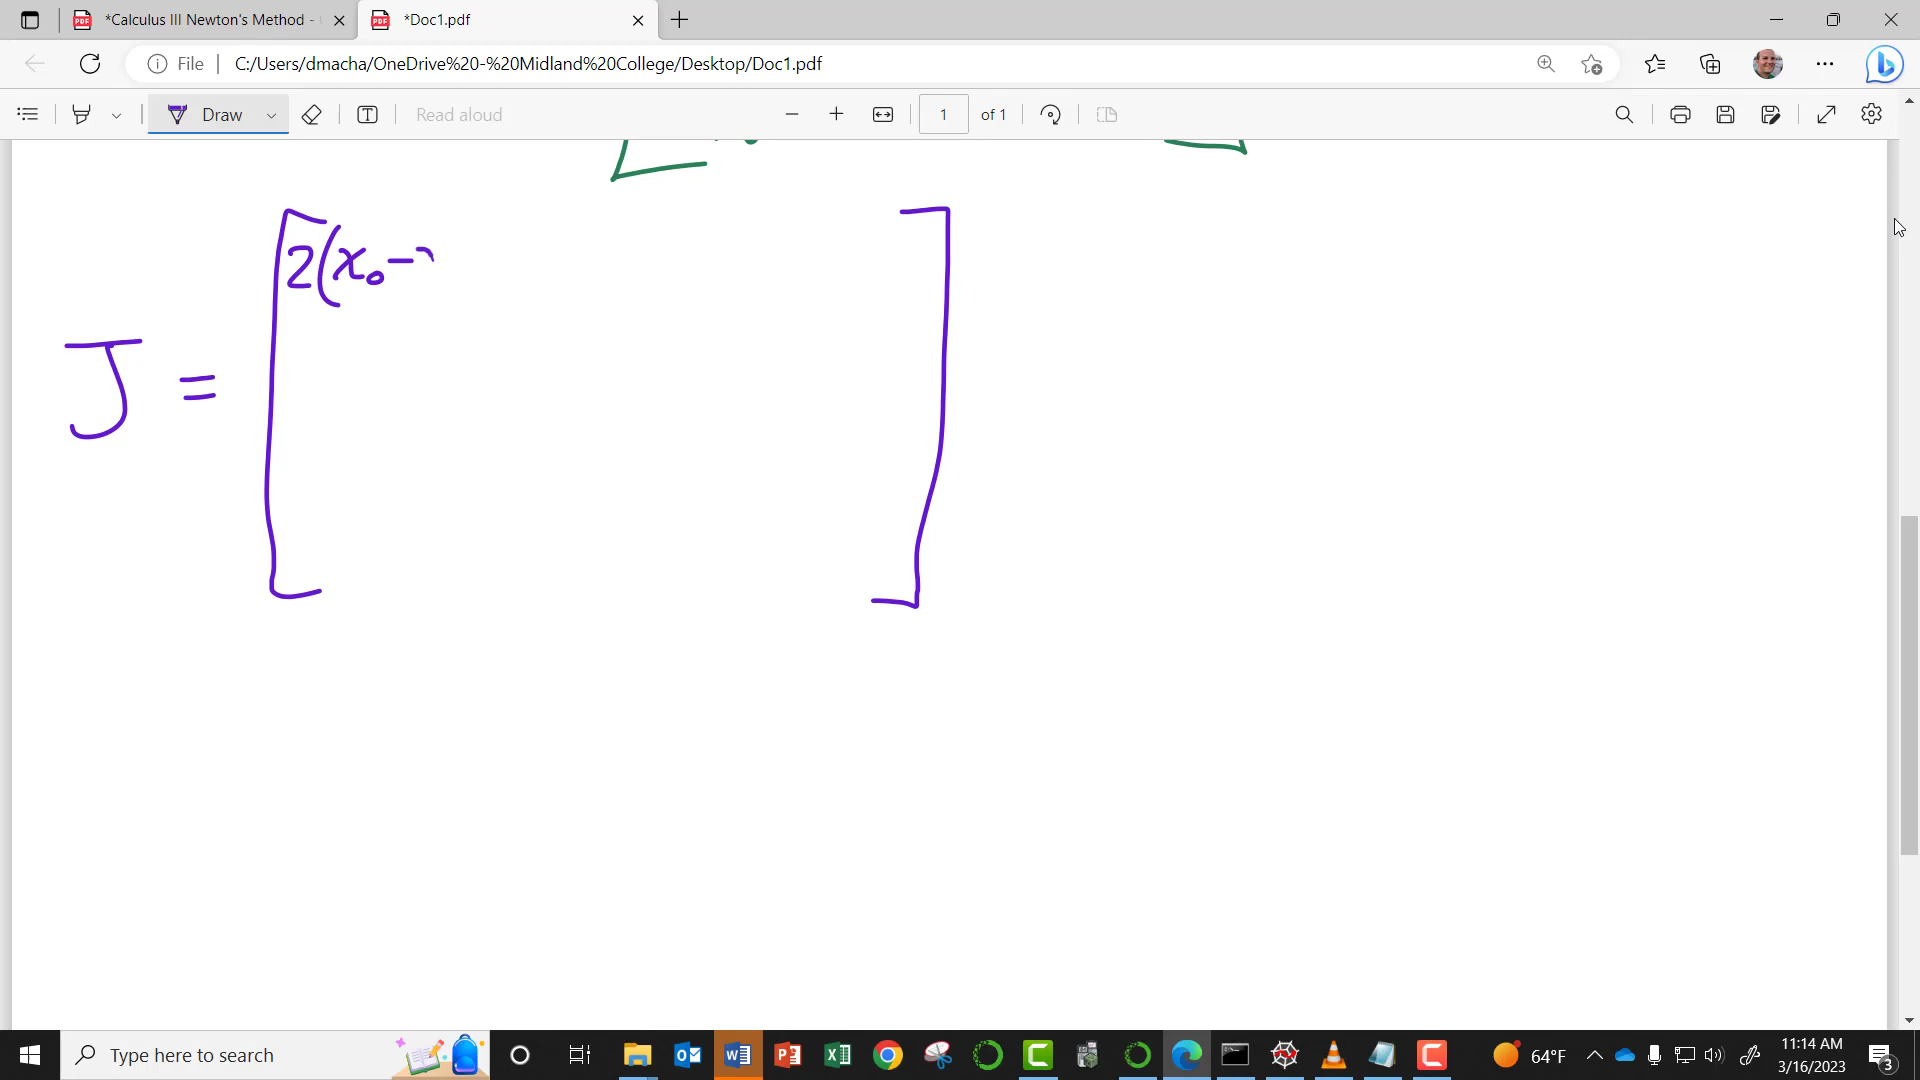 *Calculus III Newton's Method -
*Doc1.pdf
File
C:/Users/dmacha/OneDrive%20-%20Midland%20College/Desktop/Doc1.pdf
Draw
Read aloud
1 of 1
2(x₀-
J =
Type here to search
64°F
11:14 AM
3/16/2023
3